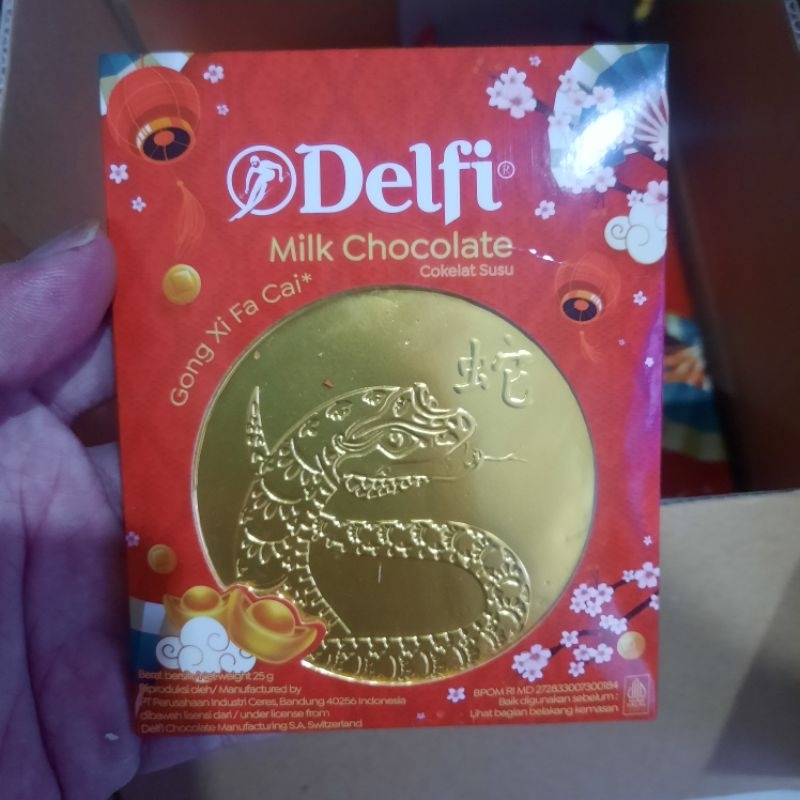 Delfi®
Milk Chocolate
Cokelat Susu
Gong Xi Fa Cai*
蛇
Berat bersih/Netweight 25 g
Diproduksi oleh/ Manufactured by
PT Perusahaan Industri Ceres, Bandung 40256 Indonesia
dibawah lisensi dari / under license from
Delfi Chocolate Manufacturing S.A. Switzerland
BPOM RI MD 272833007300184
Baik digunakan sebelum :
Lihat bagian belakang kemasan